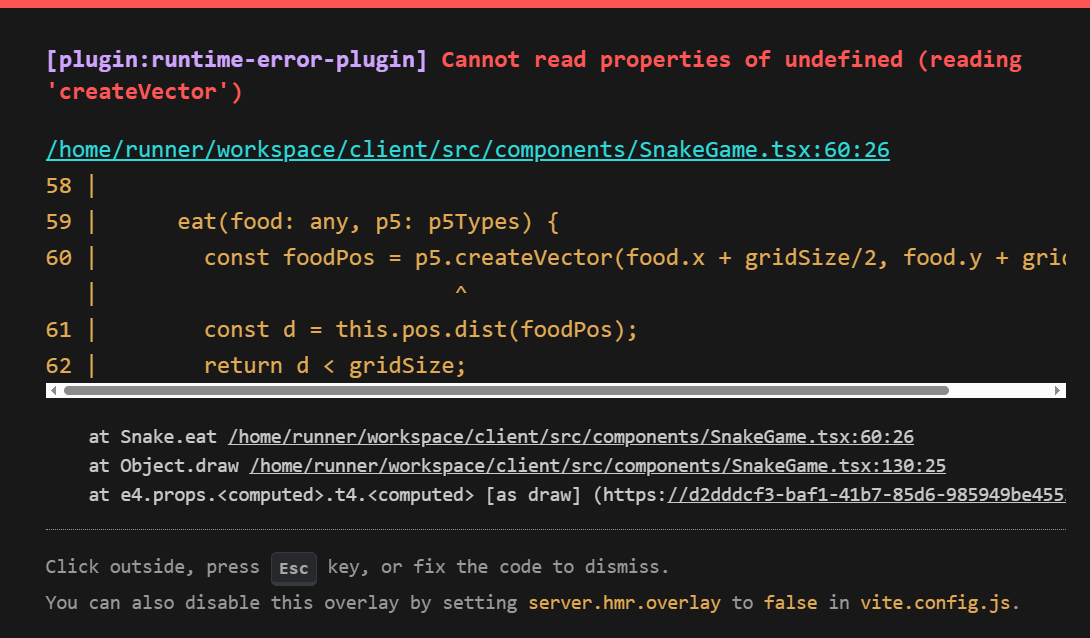 [plugin:runtime-error-plugin] Cannot read properties of undefined (reading
'createVector')
/home/runner/workspace/client/src/components/SnakeGame.tsx:60:26
58 |
59 |      eat(food: any, p5: p5Types) {
60 |        const foodPos = p5.createVector(food.x + gridSize/2, food.y + grid
   |                           ^
61 |        const d = this.pos.dist(foodPos);
62 |        return d < gridSize;
at Snake.eat /home/runner/workspace/client/src/components/SnakeGame.tsx:60:26
at Object.draw /home/runner/workspace/client/src/components/SnakeGame.tsx:130:25
at e4.props.<computed>.t4.<computed> [as draw] (https://d2dddcf3-baf1-41b7-85d6-985949be455
Click outside, press Esc key, or fix the code to dismiss.
You can also disable this overlay by setting server.hmr.overlay to false in vite.config.js.